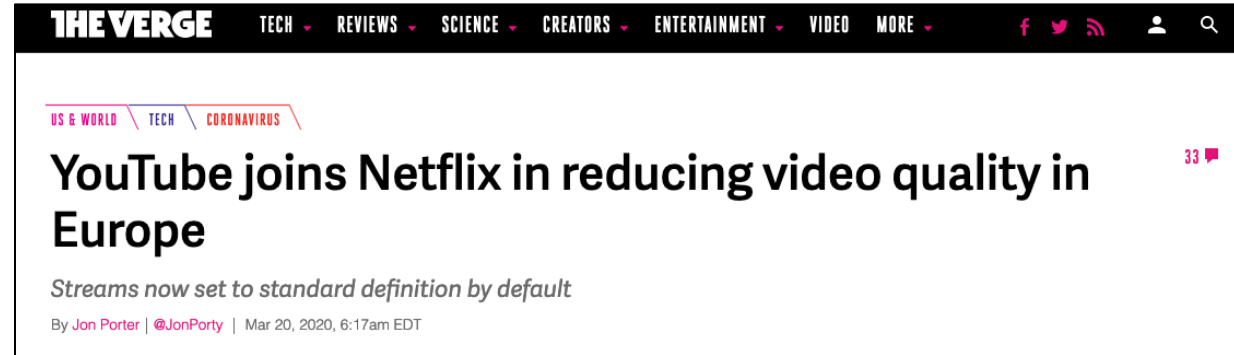 THE VERGE TECH REVIEWS SCIENCE CREATORS ENTERTAINMENT VIDEO MORE
US & WORLD TECH CORONAVIRUS
YouTube joins Netflix in reducing video quality in
Europe
33
Streams now set to standard definition by default
By Jon Porter | @JonPorty | Mar 20, 2020, 6:17am EDT